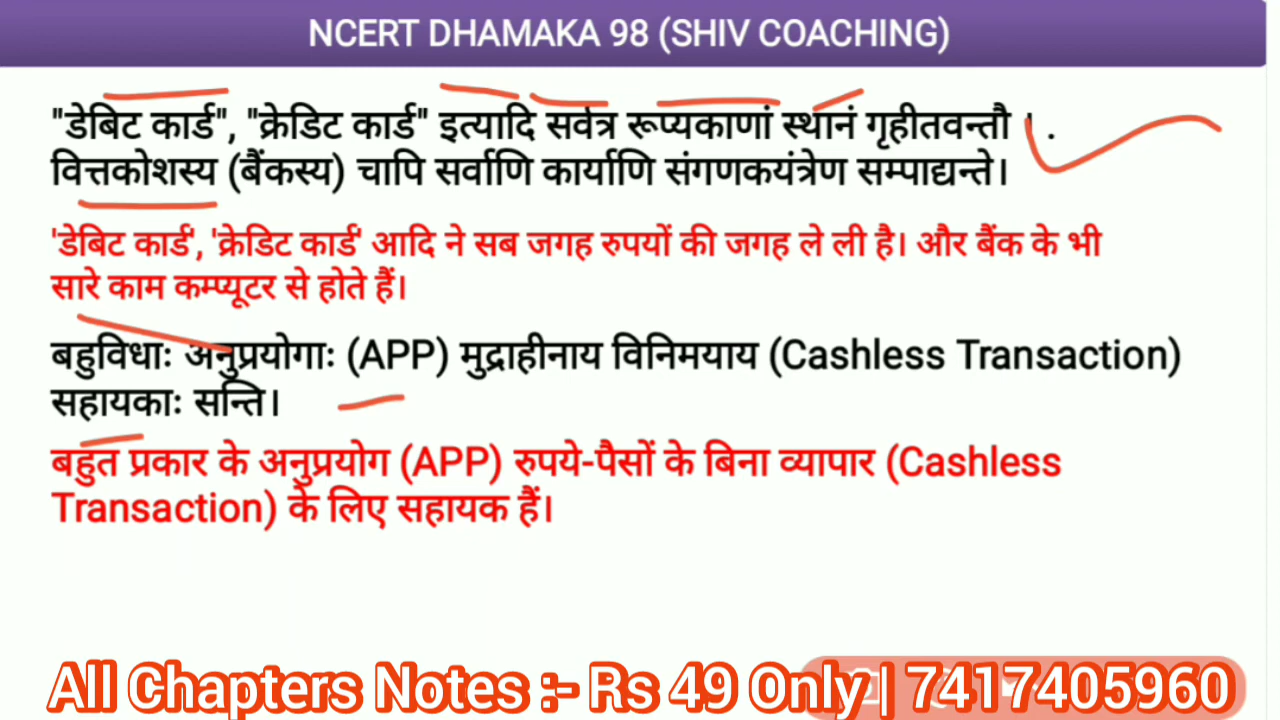 NCERT DHAMAKA 98 (SHIV COACHING)
"डेबिट कार्ड", "क्रेडिट कार्ड" इत्यादि सर्वत्र रूप्यकाणां स्थानं गृहीतवन्तौ । .
वित्तकोशस्य (बैंकस्य) चापि सर्वाणि कार्याणि संगणकयंत्रेण सम्पाद्यन्ते।
'डेबिट कार्ड', 'क्रेडिट कार्ड' आदि ने सब जगह रुपयों की जगह ले ली है। और बैंक के भी
सारे काम कम्प्यूटर से होते हैं।
बहुविधाः अनुप्रयोगाः (APP) मुद्राहीनाय विनिमयाय (Cashless Transaction)
सहायकाः सन्ति।
बहुत प्रकार के अनुप्रयोग (APP) रुपये-पैसों के बिना व्यापार (Cashless
Transaction) के लिए सहायक हैं।
All Chapters Notes :- Rs 49 Only | 7417405960